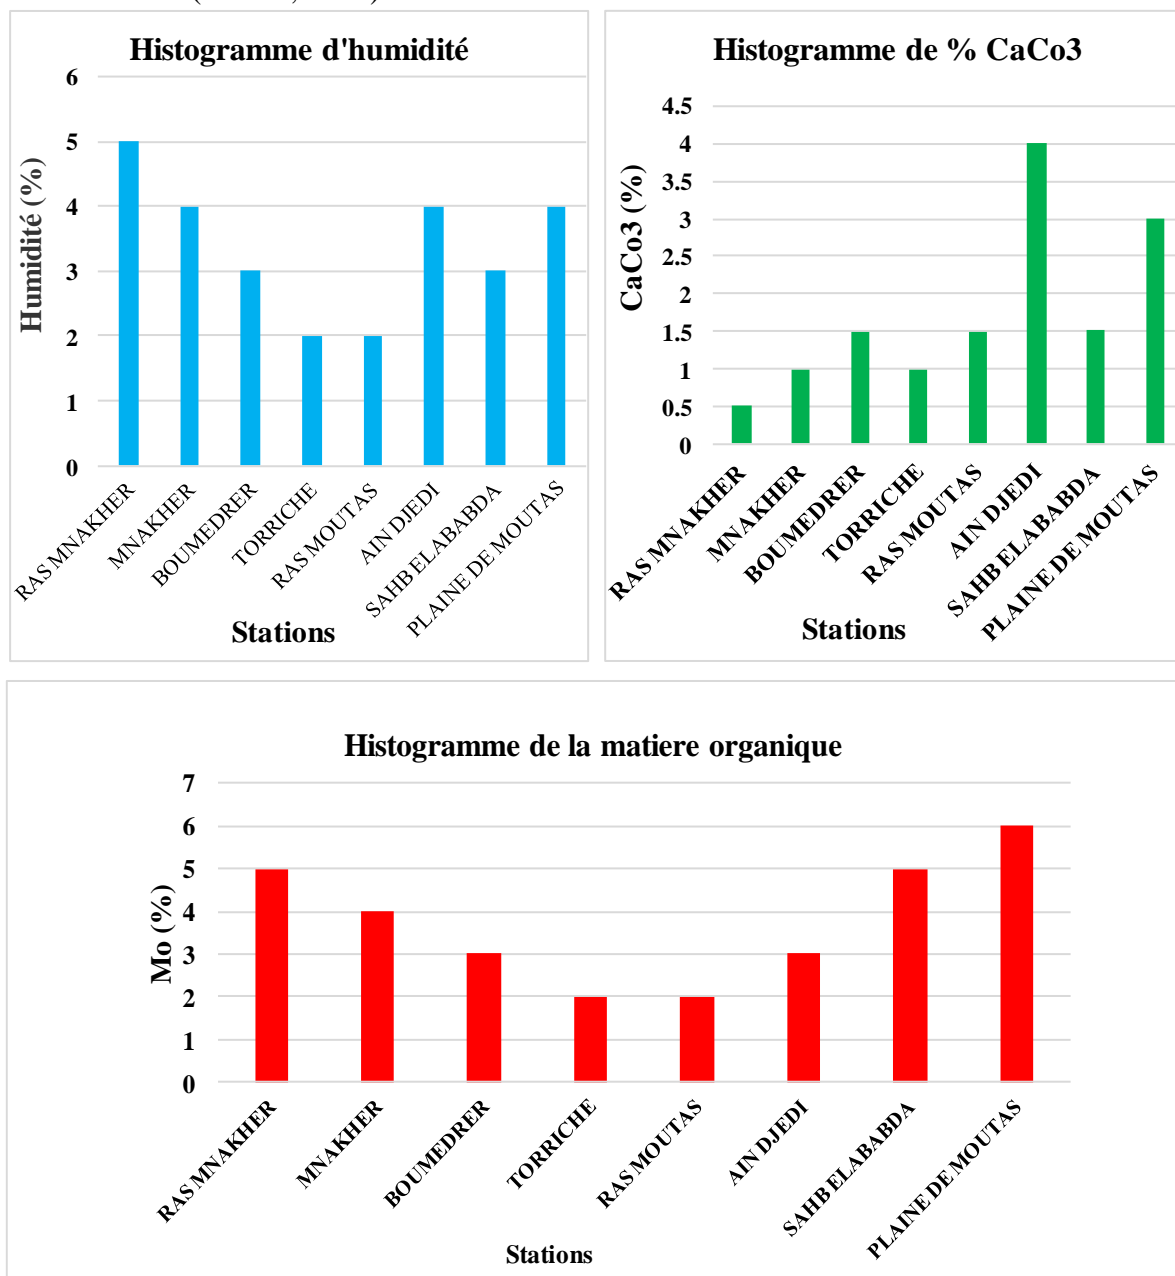 Histogramme d'humidité
6
5
4
3
2
1
0
Humidité (%)
RAS MNAKHER
MNAKHER
BOUMEDRER
TORRICHE
RAS MOUTAS
AIN DJEDI
SAHB ELABABDA
PLAINE DE MOUTAS
Stations
Histogramme de % CaCo3
4.5
4
3.5
3
2.5
2
1.5
1
0.5
0
CaCo3 (%)
RAS MNAKHER
MNAKHER
BOUMEDRER
TORRICHE
RAS MOUTAS
AIN DJEDI
SAHB ELABABDA
PLAINE DE MOUTAS
Stations
Histogramme de la matiere organique
7
6
5
4
3
2
1
0
Mo (%)
RAS MNAKHER
MNAKHER
BOUMEDRER
TORRICHE
RAS MOUTAS
AIN DJEDI
SAHB ELABABDA
PLAINE DE MOUTAS
Stations